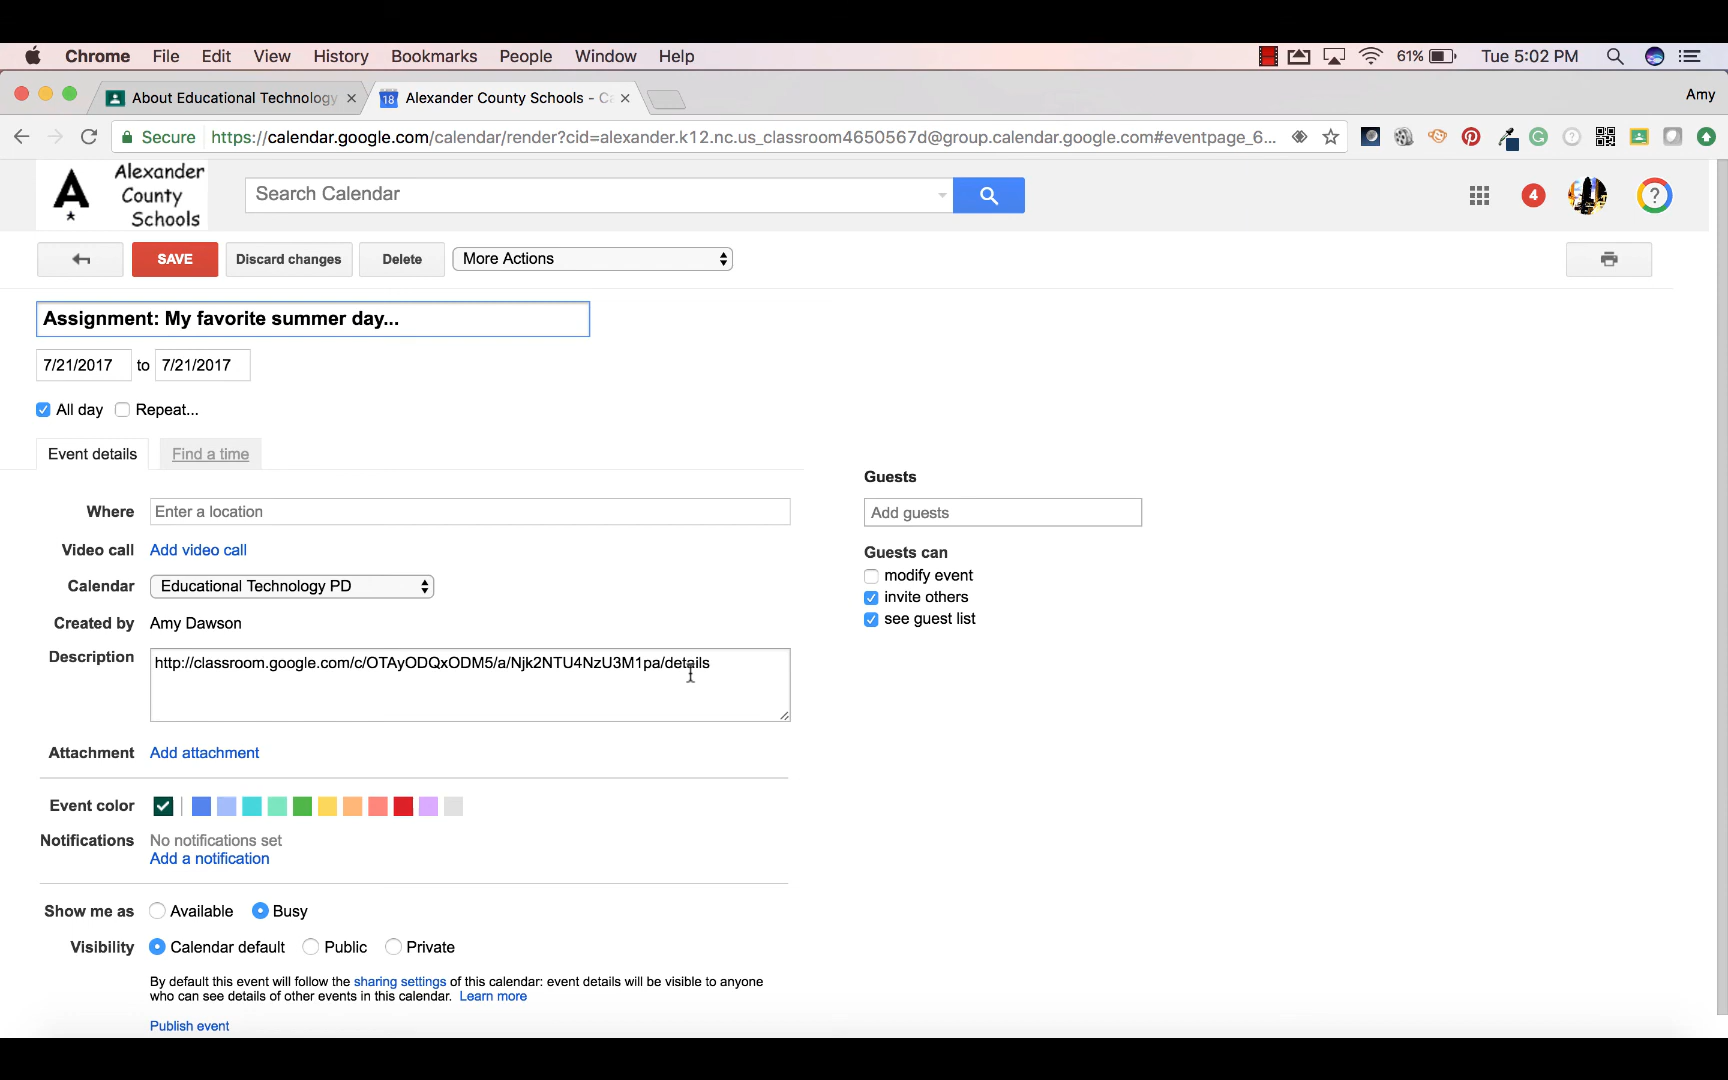 Chrome File Edit View History Bookmarks People Window Help 61% Tue 5:02 PM
About Educational Technology × 18 Alexander County Schools - Ca × Amy
Secure https://calendar.google.com/calendar/render?cid=alexander.k12.nc.us_classroom4650567d@group.calendar.google.com#eventpage_6...
A Alexander
County
Schools
Search Calendar 4 ?
SAVE Discard changes Delete More Actions
Assignment: My favorite summer day...
7/21/2017 to 7/21/2017
All day Repeat...
Event details Find a time
Where Enter a location
Video call Add video call
Calendar Educational Technology PD
Created by Amy Dawson
Description http://classroom.google.com/c/OTAyODQxODM5/a/Njk2NTU4NzU3M1pa/details
Attachment Add attachment
Event color
Notifications No notifications set
Add a notification
Show me as Available Busy
Visibility Calendar default Public Private
By default this event will follow the sharing settings of this calendar: event details will be visible to anyone
who can see details of other events in this calendar. Learn more
Publish event
Guests
Add guests
Guests can
modify event
invite others
see guest list